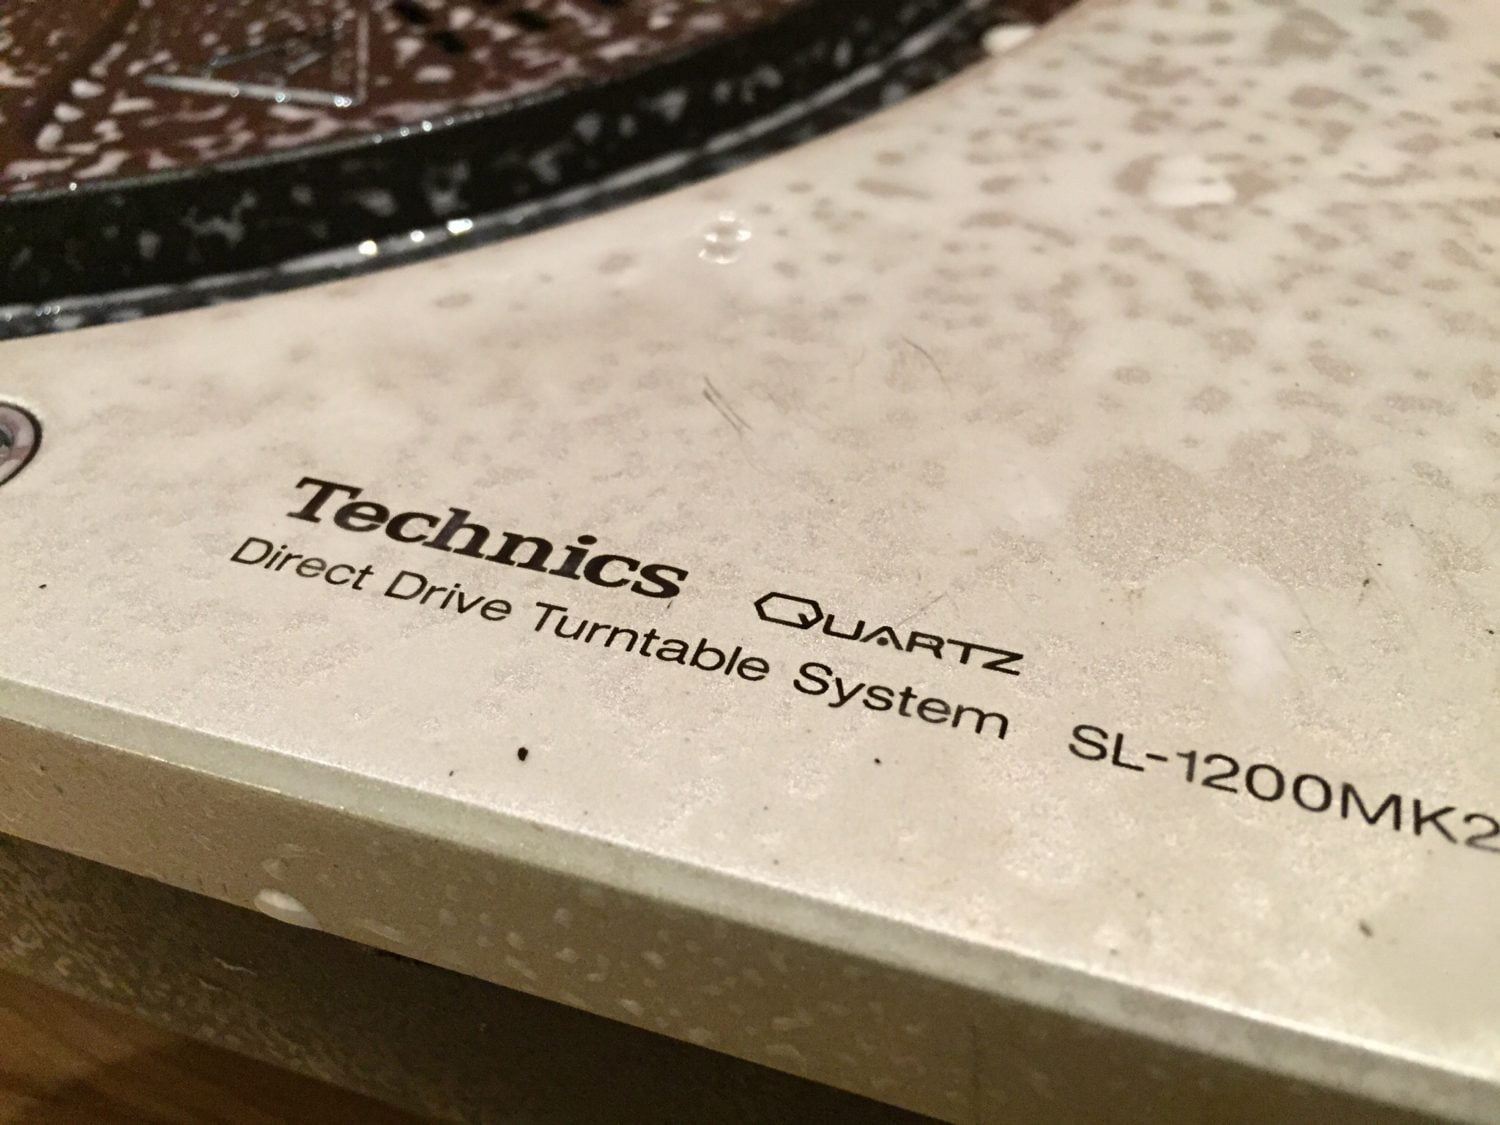 Technics QUARTZ
Direct Drive Turntable System SL-1200MK2